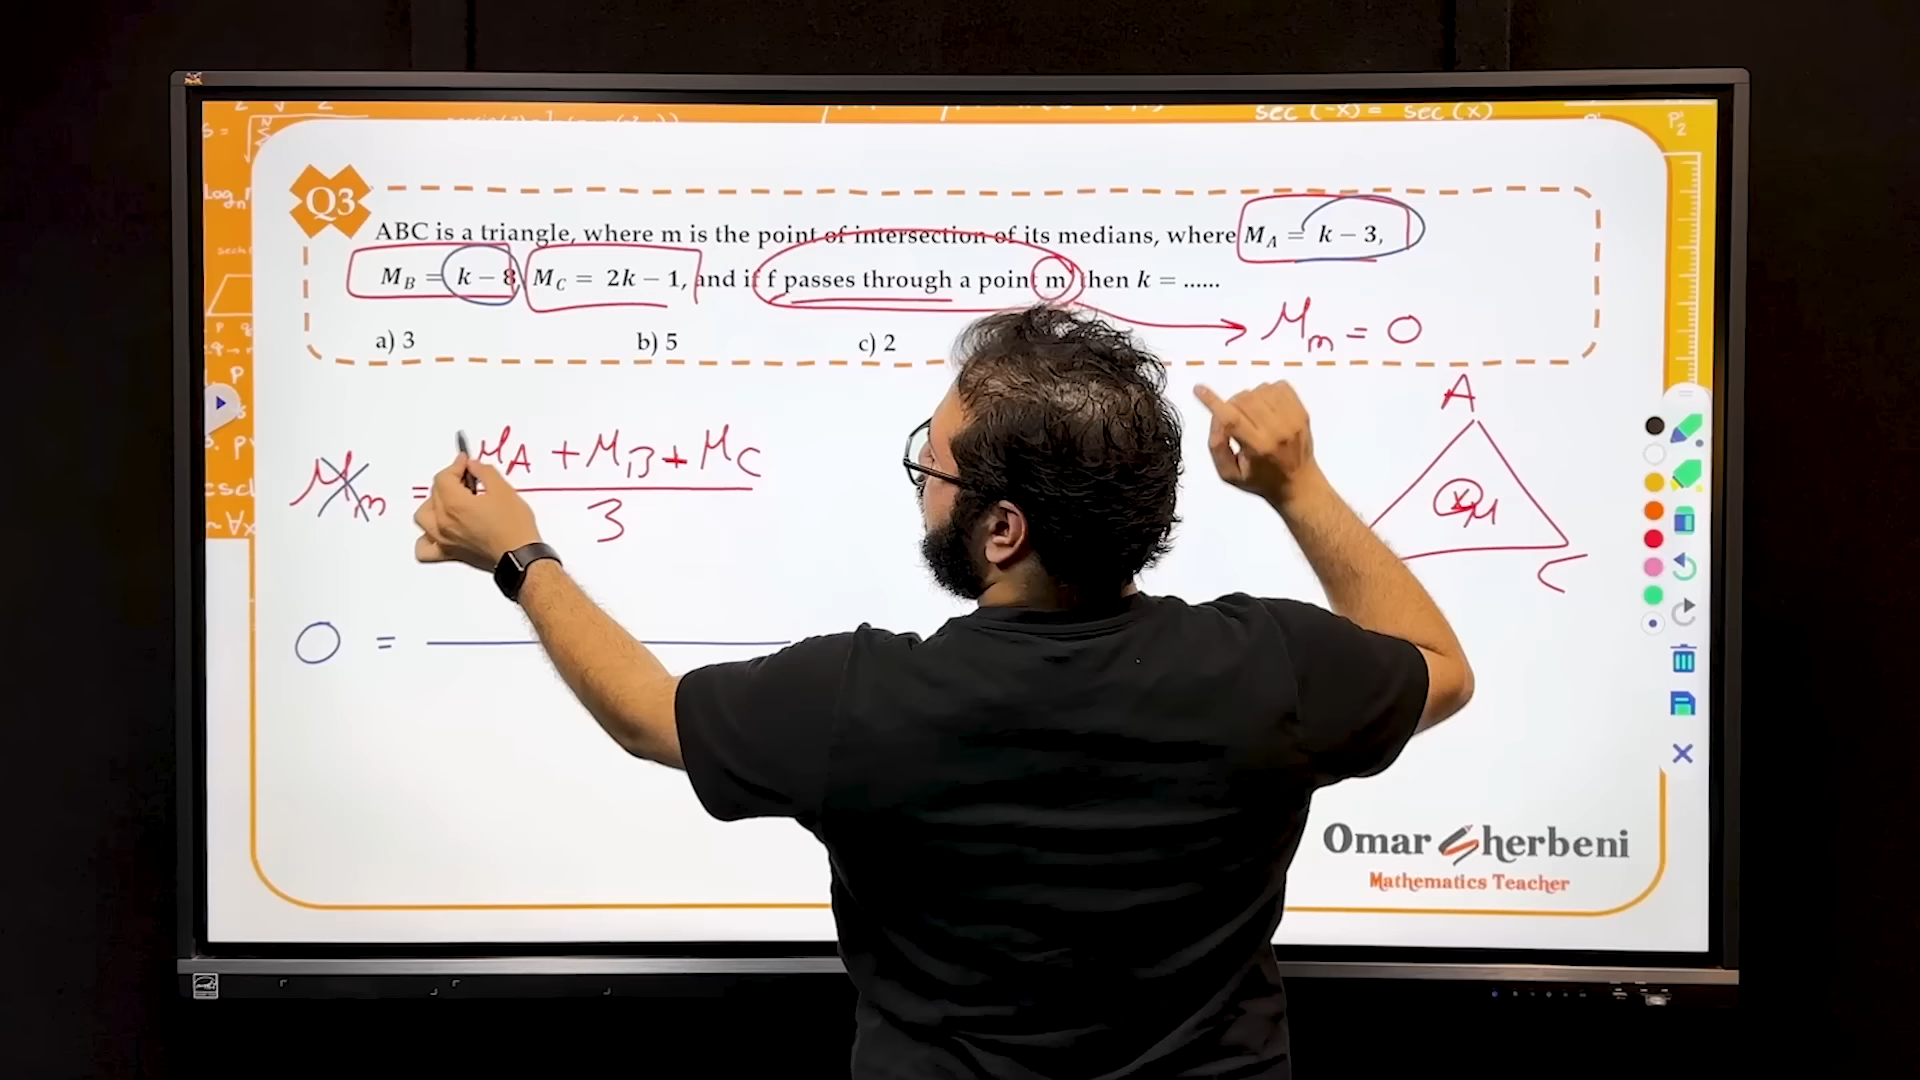 sec (-x) = sec (x)
Q3
ABC is a triangle, where m is the point of intersection of its medians, where M_A = k − 3,
M_B = k − 8, M_C = 2k − 1, and if f passes through a point m then k = ......
a) 3 b) 5 c) 2
M_m = 0
M_m = M_A + M_B + M_C
3
A
M
C
0 =
Omar Sherbeni
Mathematics Teacher